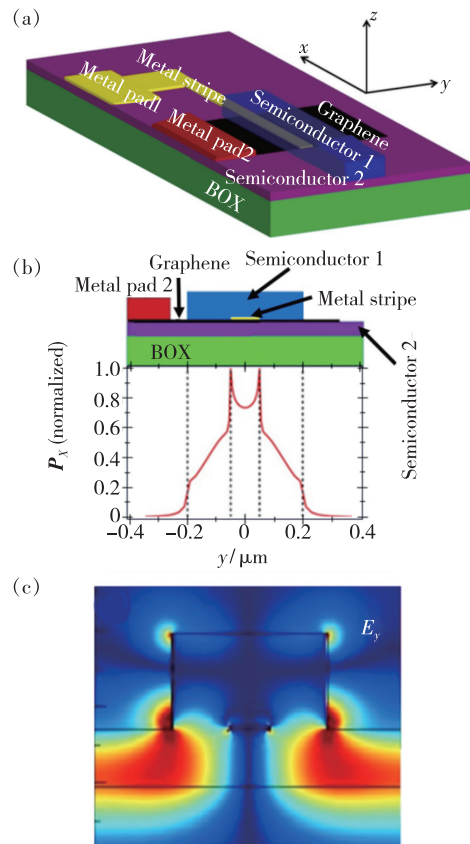 (a)
z
x
y
Metal pad1
Metal stripe
Graphene
Semiconductor 1
Metal pad2
Semiconductor 2
BOX
(b)
Graphene
Semiconductor 1
Metal pad 2
Metal stripe
BOX
Semiconductor 2
P_X (normalized)
1.0
0.8
0.6
0.4
0.2
0
−0.4 −0.2 0 0.2 0.4
y/μm
(c)
E_y